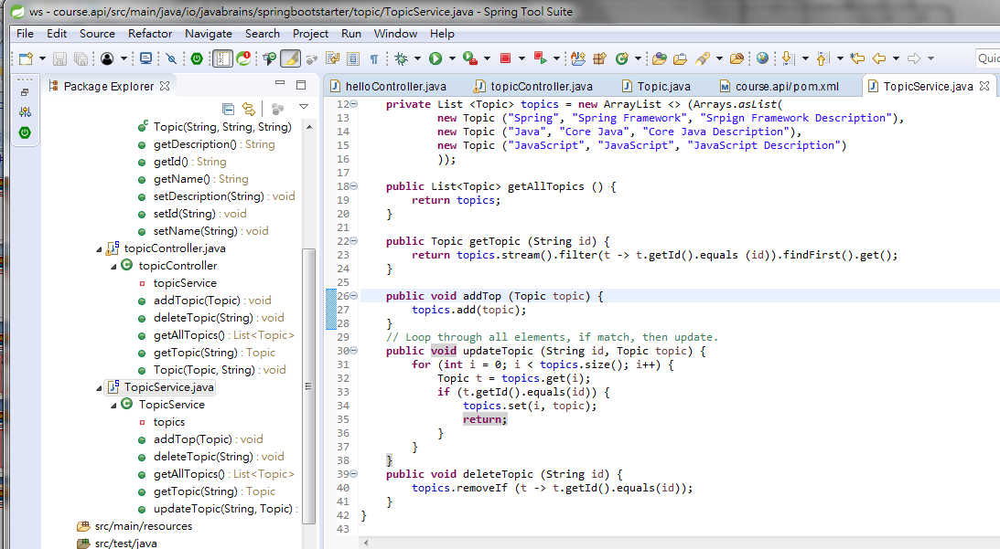 ws - course.api/src/main/java/io/javabrains/springbootstarter/topic/TopicService.java - Spring Tool Suite
File Edit Source Refactor Navigate Search Project Run Window Help
Quic
Package Explorer
Topic(String, String, String)
getDescription() : String
getId() : String
getName() : String
setDescription(String) : void
setId(String) : void
setName(String) : void
topicController.java
topicController
topicService
addTopic(Topic) : void
deleteTopic(String) : void
getAllTopics() : List<Topic>
getTopic(String) : Topic
Topic(Topic, String) : void
TopicService.java
TopicService
topics
addTop(Topic) : void
deleteTopic(String) : void
getAllTopics() : List<Topic>
getTopic(String) : Topic
updateTopic(String, Topic) :
src/main/resources
src/test/java
helloController.java topicController.java Topic.java course.api/pom.xml TopicService.java
12 private List <Topic> topics = new ArrayList <> (Arrays.asList(
13 new Topic ("Spring", "Spring Framework", "Srpign Framework Description"),
14 new Topic ("Java", "Core Java", "Core Java Description"),
15 new Topic ("JavaScript", "JavaScript", "JavaScript Description")
16 ));
17
18 public List<Topic> getAllTopics () {
19 return topics;
20 }
21
22 public Topic getTopic (String id) {
23 return topics.stream().filter(t -> t.getId().equals (id)).findFirst().get();
24 }
25
26 public void addTop (Topic topic) {
27 topics.add(topic);
28 }
29 // Loop through all elements, if match, then update.
30 public void updateTopic (String id, Topic topic) {
31 for (int i = 0; i < topics.size(); i++) {
32 Topic t = topics.get(i);
33 if (t.getId().equals(id)) {
34 topics.set(i, topic);
35 return;
36 }
37 }
38 }
39 public void deleteTopic (String id) {
40 topics.removeIf (t -> t.getId().equals(id));
41 }
42 }
43